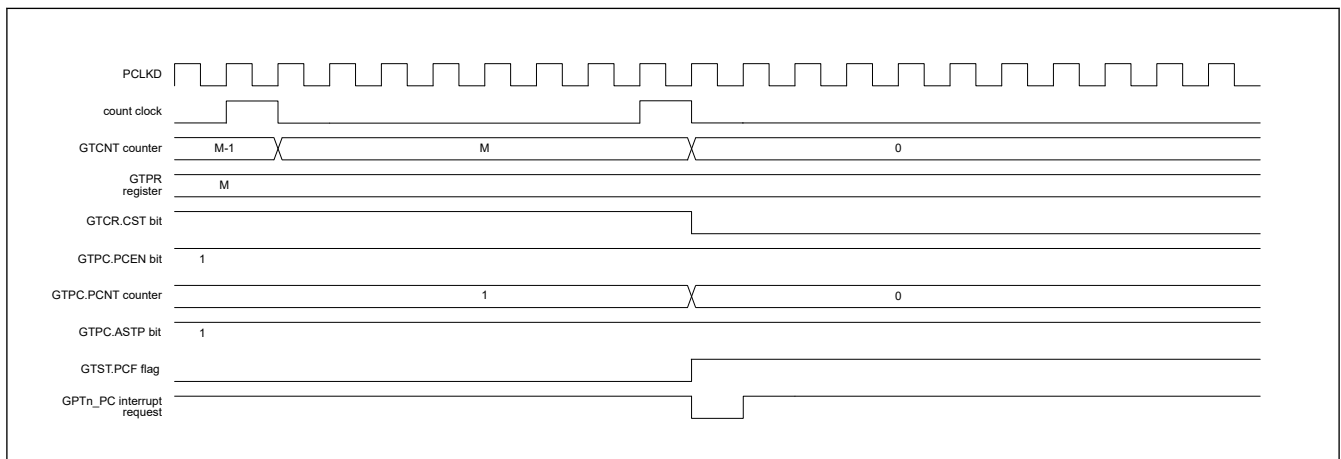 PCLKD
count clock
GTCNT counter M-1 M 0
GTPR
register
M
GTCR.CST bit
GTPC.PCEN bit 1
GTPC.PCNT counter 1 0
GTPC.ASTP bit 1
GTST.PCF flag
GPTn_PC interrupt
request